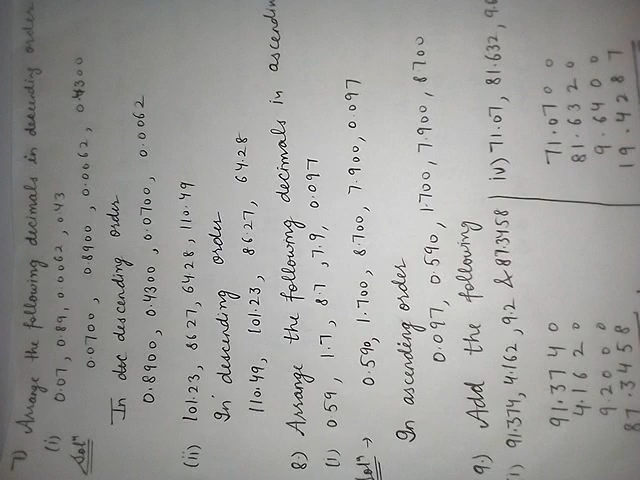 7) Arrange the following decimals in descending order
(i) 0.07, 0.89, 0.0062, 0.43
Solⁿ 0.0700, 0.8900, 0.0062, 0.4300
In descending order
0.8900, 0.4300, 0.0700, 0.0062
(ii) 101.23, 86.27, 64.28, 110.49
In descending order
110.49, 101.23, 86.27, 64.28
8) Arrange the following decimals in ascendin
(i) 0.59, 1.7, 8.7, 7.9, 0.097
Solⁿ → 0.590, 1.700, 8.700, 7.900, 0.097
In ascending order
0.097, 0.590, 1.700, 7.900, 8.700
9.) Add the following
i) 91.374, 4.162, 9.2 & 87.3458
91.3740
4.1620
9.2000
87.3458
iv) 71.07, 81.632, 9.6
71.0700
81.6320
9.6400
19.4287